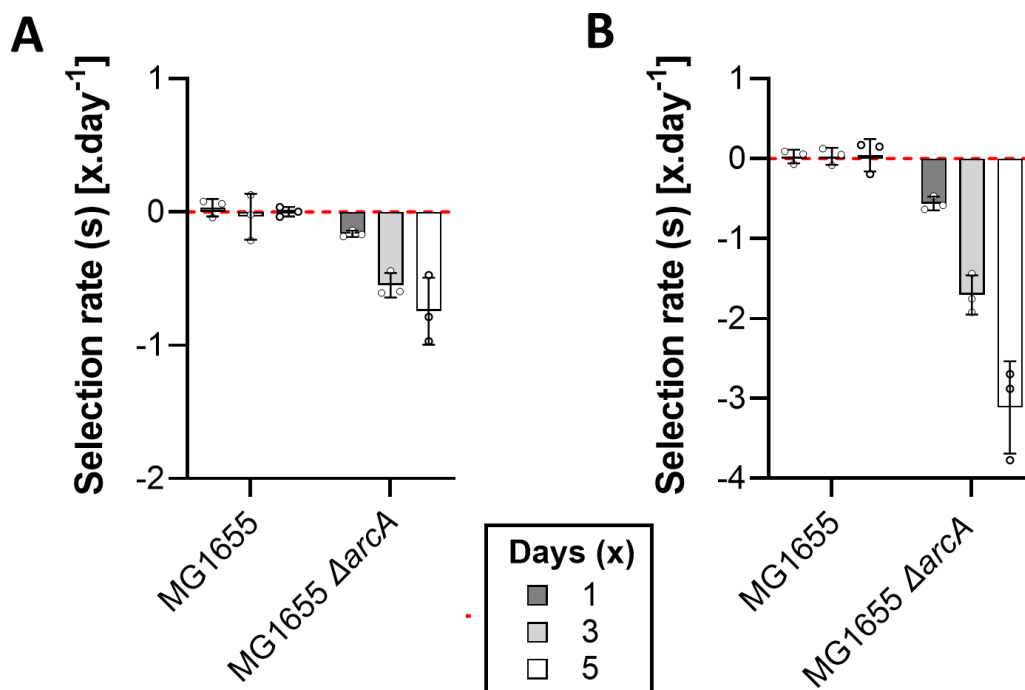 A
Selection rate (s) [x.day⁻¹]
1
0
-1
-2
MG1655
MG1655 ΔarcA
B
Selection rate (s) [x.day⁻¹]
1
0
-1
-2
-3
-4
MG1655
MG1655 ΔarcA
Days (x)
1
3
5